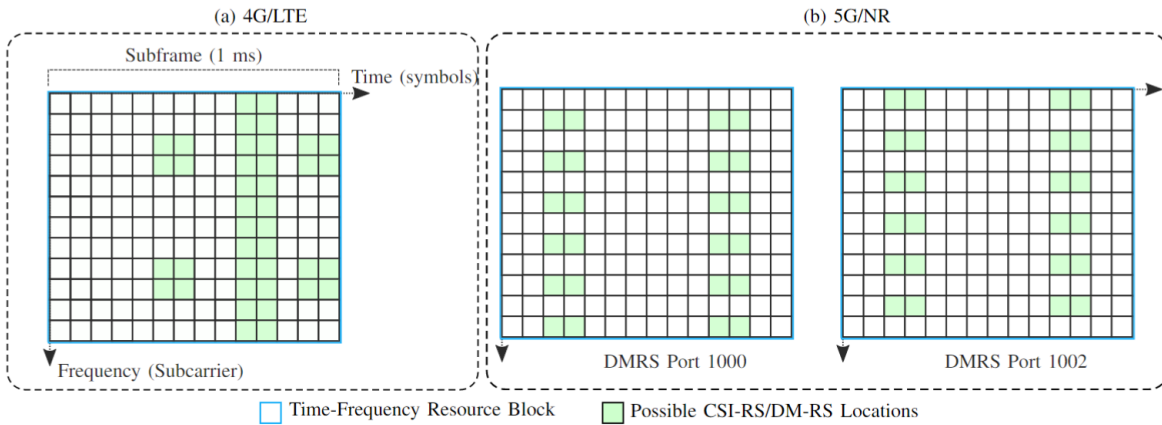 (a) 4G/LTE
(b) 5G/NR
Subframe (1 ms)
Time (symbols)
Frequency (Subcarrier)
DMRS Port 1000
DMRS Port 1002
Time-Frequency Resource Block
Possible CSI-RS/DM-RS Locations